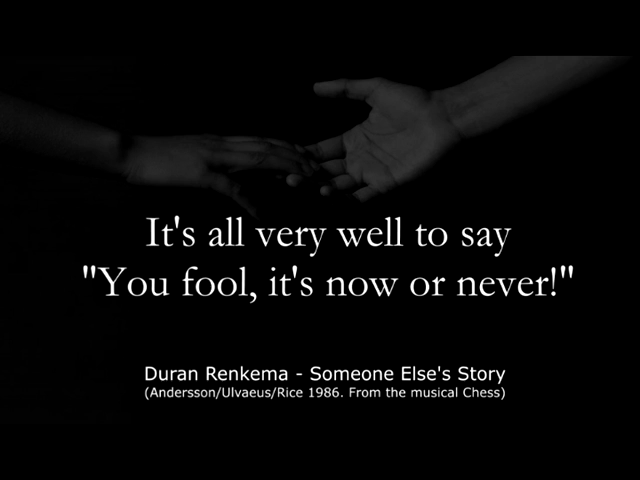 It's all very well to say
"You fool, it's now or never!"
Duran Renkema - Someone Else's Story
(Andersson/Ulvaeus/Rice 1986. From the musical Chess)